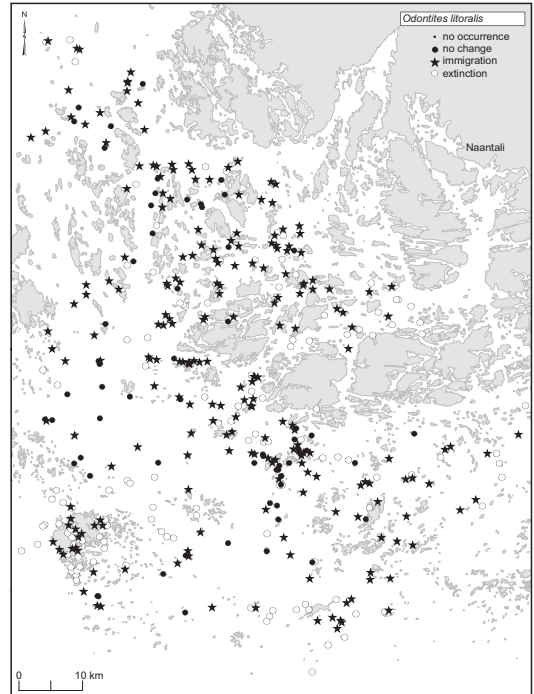 N
Odontites litoralis
no occurrence
no change
immigration
extinction
Naantali
0 10 km